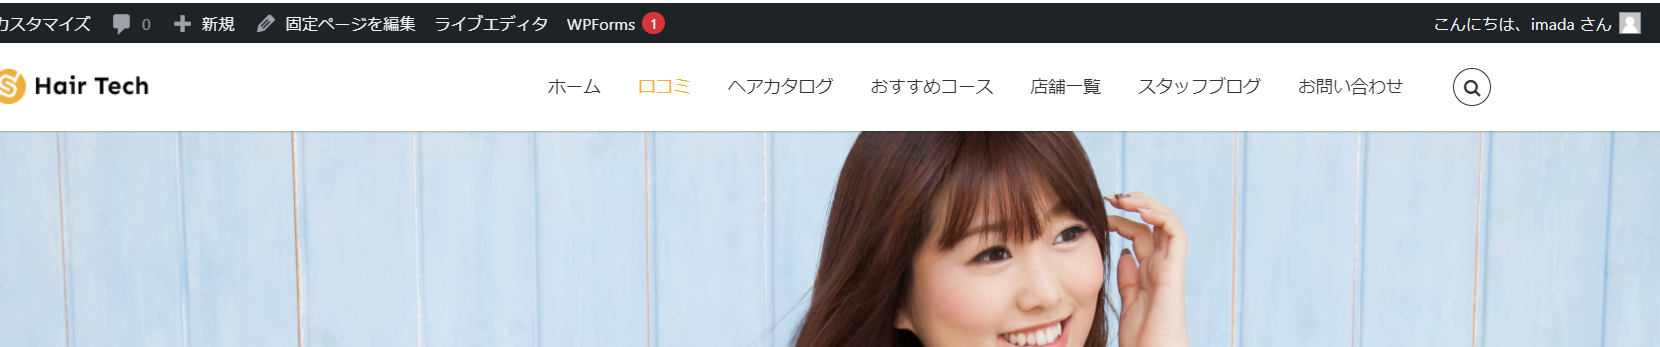 カスタマイズ 0 新規 固定ページを編集 ライブエディタ WPForms 1 こんにちは、imada さん
S Hair Tech ホーム 口コミ ヘアカタログ おすすめコース 店舗一覧 スタッフブログ お問い合わせ